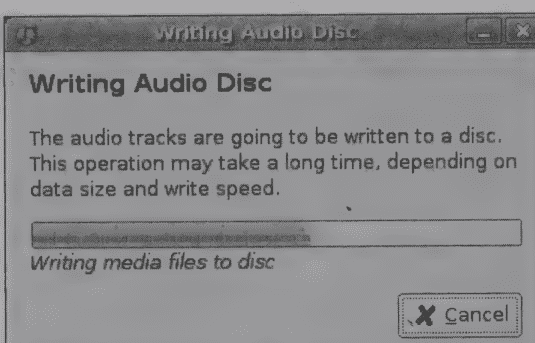 Writing Audio Disc
Writing Audio Disc
The audio tracks are going to be written to a disc.
This operation may take a long time, depending on
data size and write speed.
Writing media files to disc
Cancel